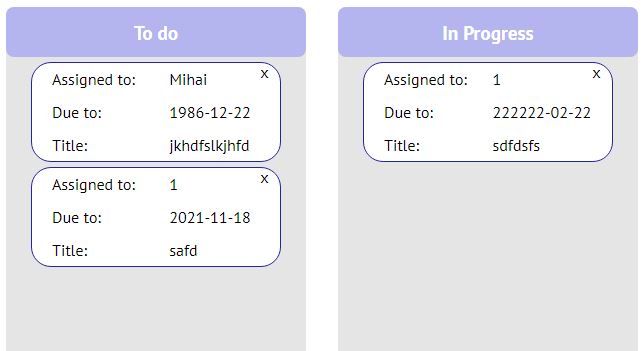 To do
Assigned to: Mihai x
Due to: 1986-12-22
Title: jkhdfslkjhfd
Assigned to: 1 x
Due to: 2021-11-18
Title: safd
In Progress
Assigned to: 1 x
Due to: 222222-02-22
Title: sdfdsfs